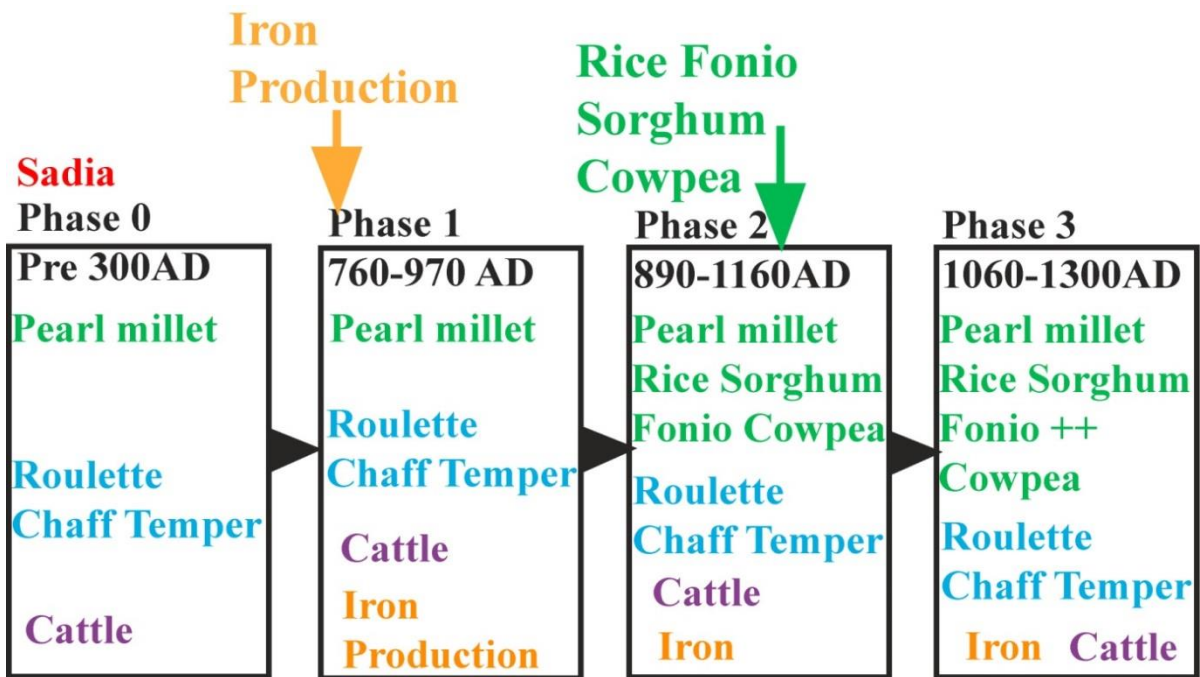 Iron
Production
Rice Fonio
Sorghum
Cowpea
Sadia
Phase 0
Pre 300AD
Pearl millet
Roulette
Chaff Temper
Cattle
Phase 1
760-970 AD
Pearl millet
Roulette
Chaff Temper
Cattle
Iron
Production
Phase 2
890-1160AD
Pearl millet
Rice Sorghum
Fonio Cowpea
Roulette
Chaff Temper
Cattle
Iron
Phase 3
1060-1300AD
Pearl millet
Rice Sorghum
Fonio ++
Cowpea
Roulette
Chaff Temper
Iron Cattle